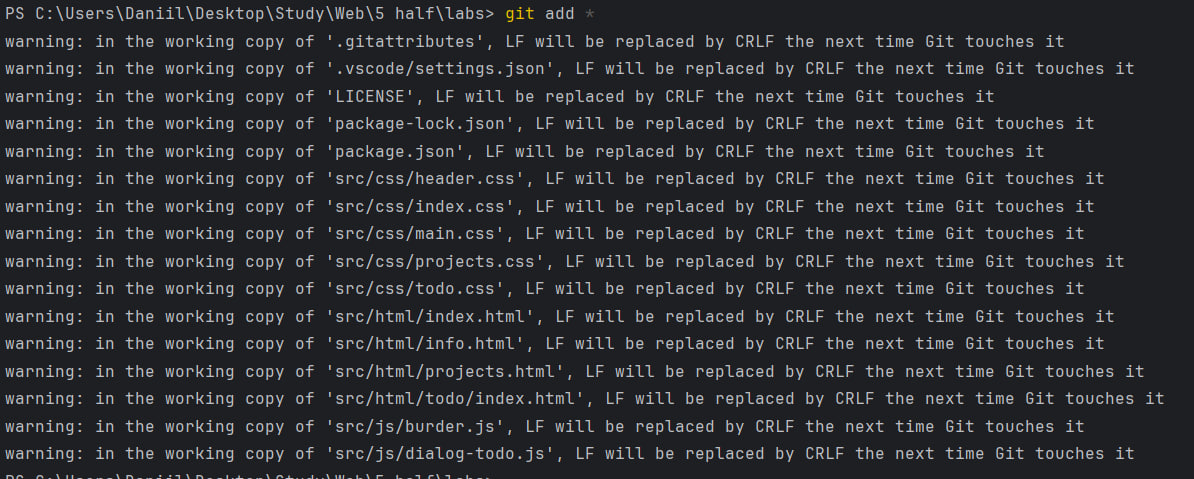 PS C:\Users\Daniil\Desktop\Study\Web\5 half\labs> git add *
warning: in the working copy of '.gitattributes', LF will be replaced by CRLF the next time Git touches it
warning: in the working copy of '.vscode/settings.json', LF will be replaced by CRLF the next time Git touches it
warning: in the working copy of 'LICENSE', LF will be replaced by CRLF the next time Git touches it
warning: in the working copy of 'package-lock.json', LF will be replaced by CRLF the next time Git touches it
warning: in the working copy of 'package.json', LF will be replaced by CRLF the next time Git touches it
warning: in the working copy of 'src/css/header.css', LF will be replaced by CRLF the next time Git touches it
warning: in the working copy of 'src/css/index.css', LF will be replaced by CRLF the next time Git touches it
warning: in the working copy of 'src/css/main.css', LF will be replaced by CRLF the next time Git touches it
warning: in the working copy of 'src/css/projects.css', LF will be replaced by CRLF the next time Git touches it
warning: in the working copy of 'src/css/todo.css', LF will be replaced by CRLF the next time Git touches it
warning: in the working copy of 'src/html/index.html', LF will be replaced by CRLF the next time Git touches it
warning: in the working copy of 'src/html/info.html', LF will be replaced by CRLF the next time Git touches it
warning: in the working copy of 'src/html/projects.html', LF will be replaced by CRLF the next time Git touches it
warning: in the working copy of 'src/html/todo/index.html', LF will be replaced by CRLF the next time Git touches it
warning: in the working copy of 'src/js/burder.js', LF will be replaced by CRLF the next time Git touches it
warning: in the working copy of 'src/js/dialog-todo.js', LF will be replaced by CRLF the next time Git touches it
PS C:\Users\Daniil\Desktop\Study\Web\5 half\labs>